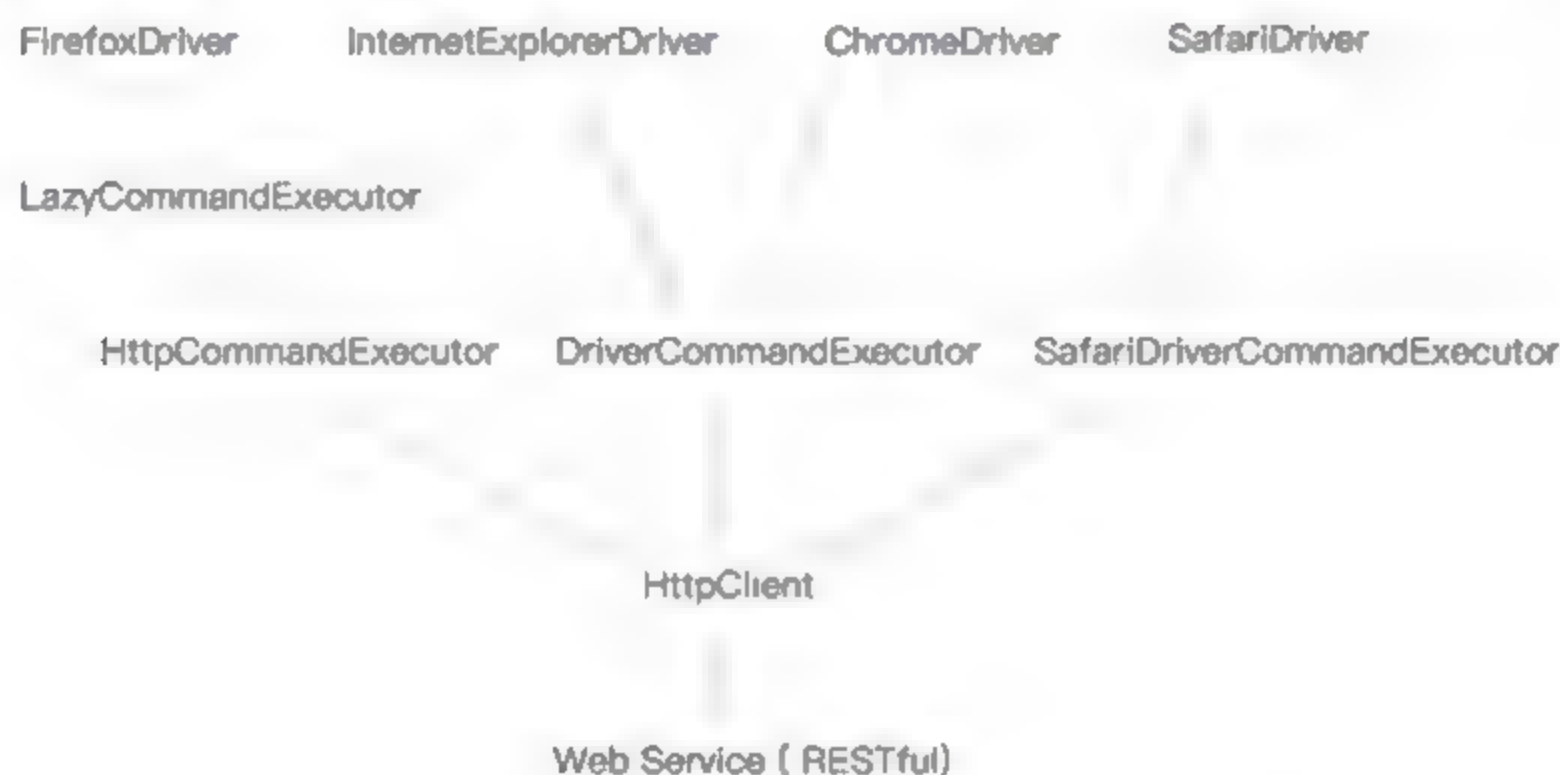 FirefoxDriver InternetExplorerDriver ChromeDriver SafariDriver
LazyCommandExecutor
HttpCommandExecutor DriverCommandExecutor SafariDriverCommandExecutor
HttpClient
Web Service ( RESTful)